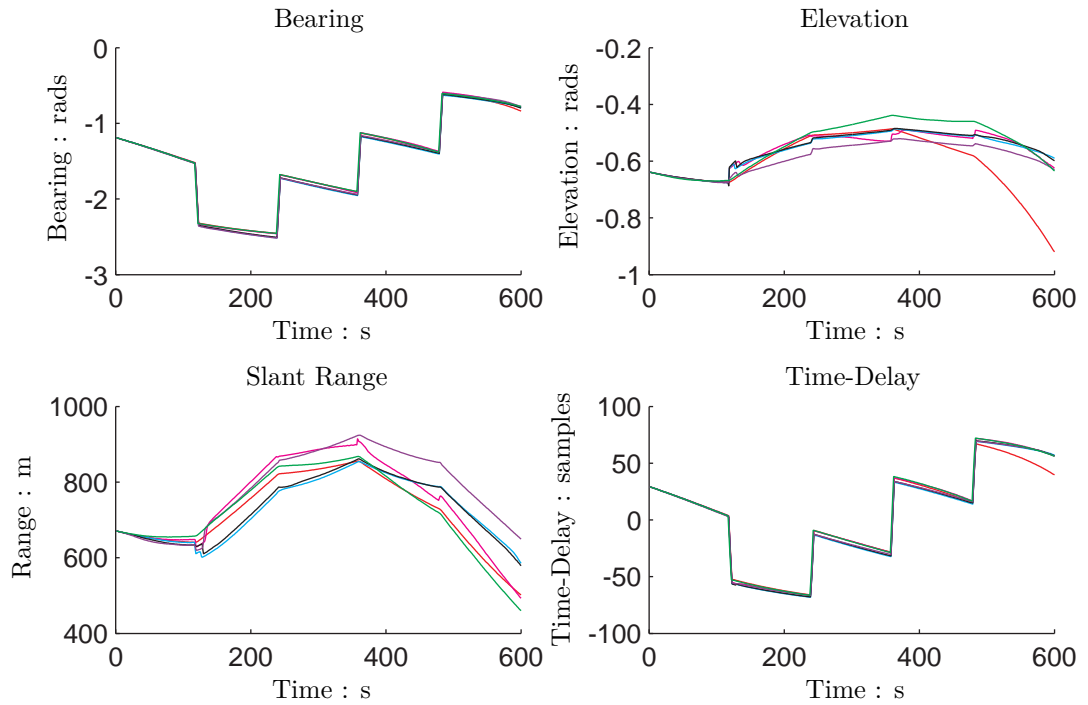 Bearing
Bearing : rads
0
-1
-2
-3
0
200
400
600
Time : s
Elevation
Elevation : rads
-0.2
-0.4
-0.6
-0.8
-1
0
200
400
600
Time : s
Slant Range
Range : m
1000
800
600
400
0
200
400
600
Time : s
Time-Delay
Time-Delay : samples
100
50
0
-50
-100
0
200
400
600
Time : s